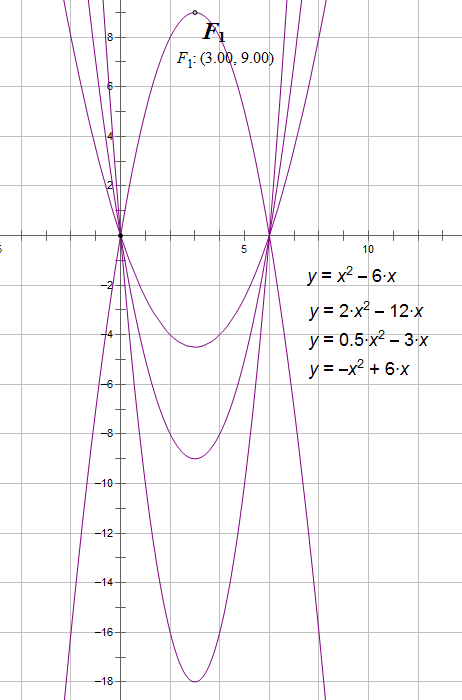 8
F₁
F₁: (3.00, 9.00)
6
4
2
5
10
−2
y = x² – 6·x
y = 2·x² – 12·x
−4
y = 0.5·x² – 3·x
y = –x² + 6·x
−6
−8
−10
−12
−14
−16
−18